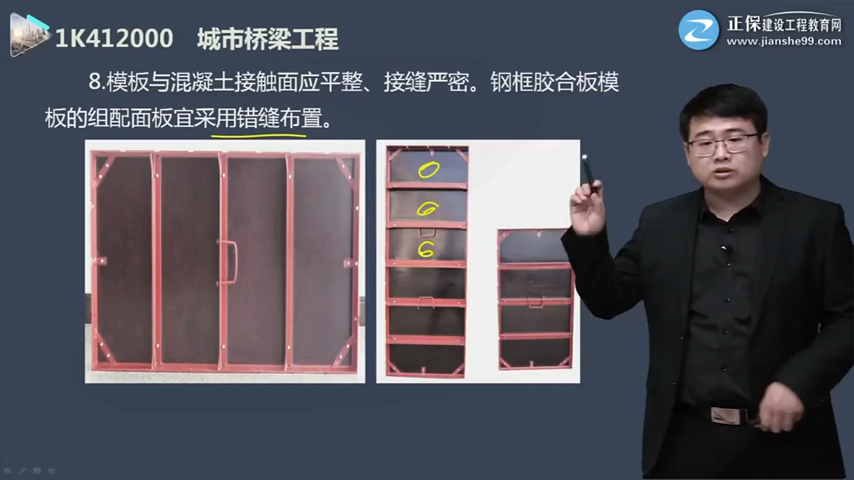 1K412000 城市桥梁工程
正保建设工程教育网
www.jianshe99.com
8.模板与混凝土接触面应平整、接缝严密。钢框胶合板模
板的组配面板宜采用错缝布置。